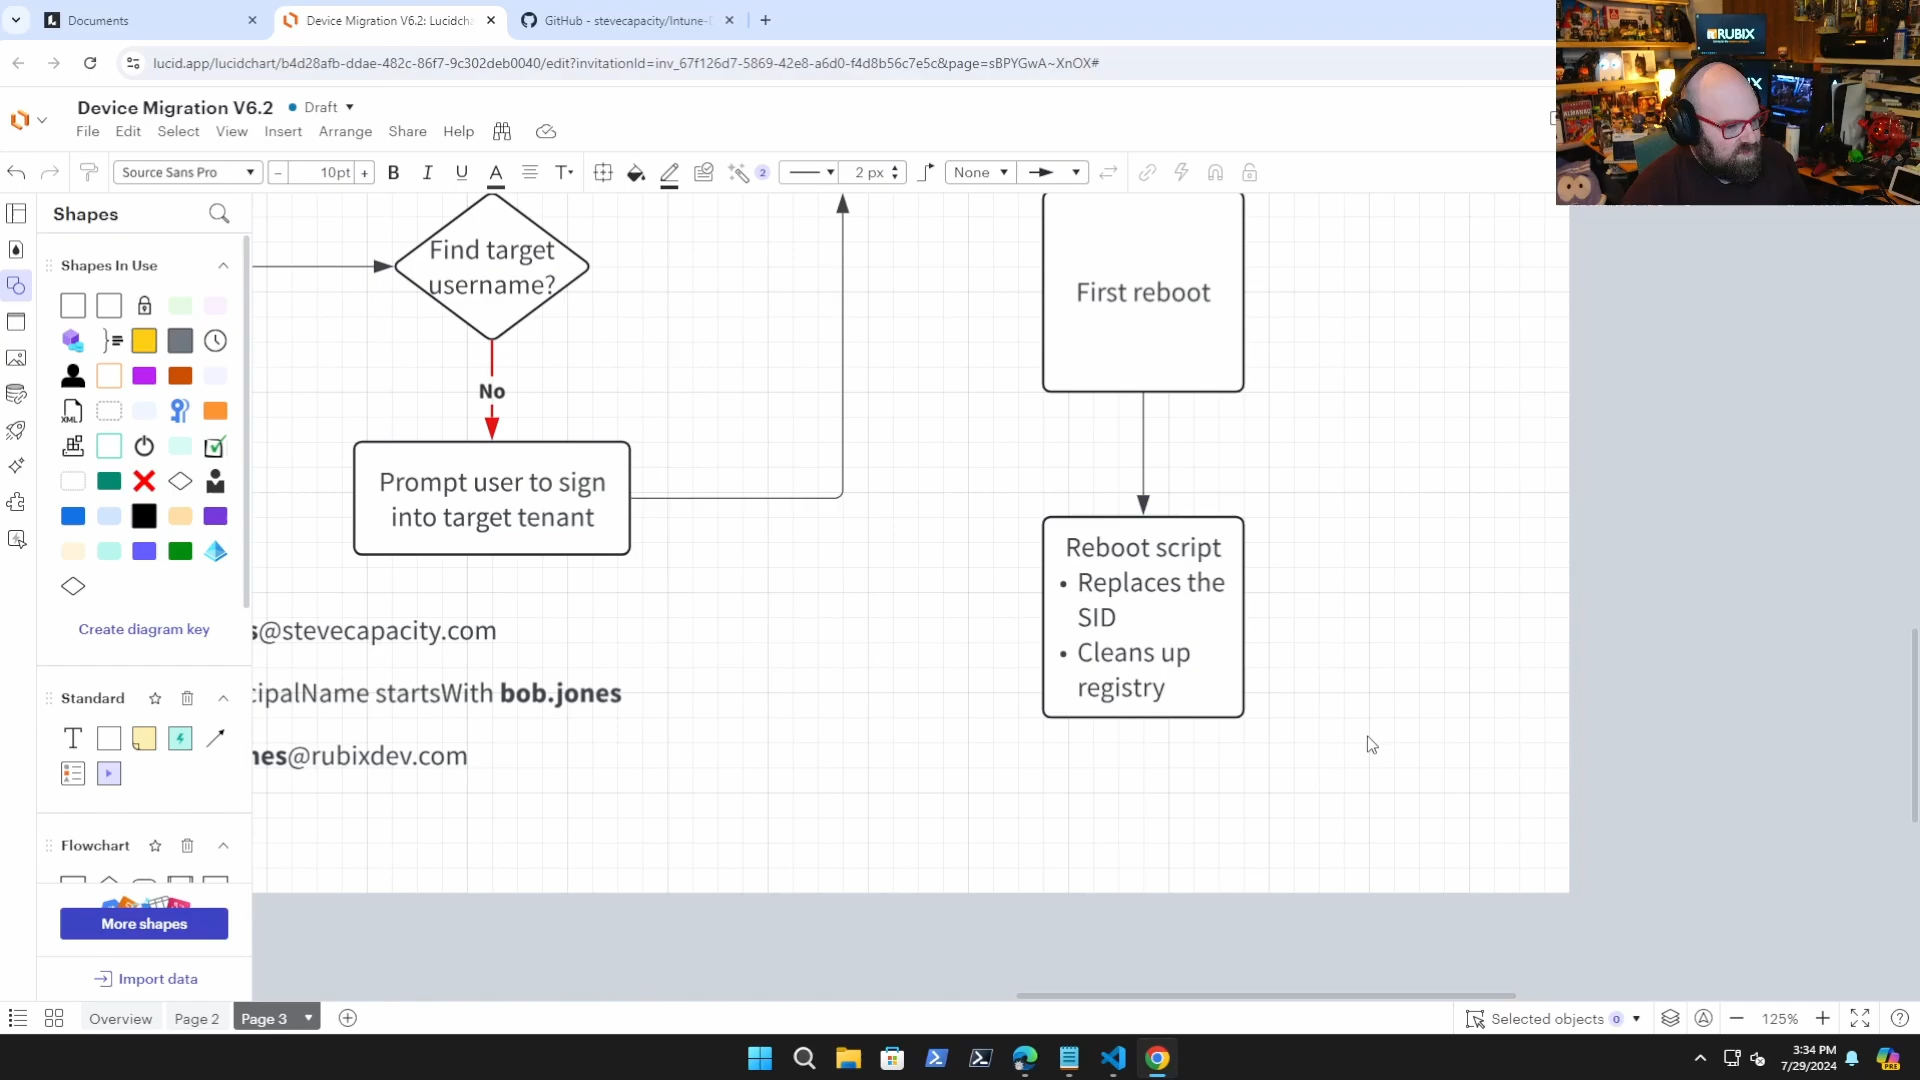 Documents
Device Migration V6.2: Lucidcha
GitHub - stevecapacity/Intune-
lucid.app/lucidchart/b4d28afb-ddae-482c-86f7-9c302deb0040/edit?invitationId=inv_67f126d7-5869-42e8-a6d0-f4d8b56c7e5c&page=sBPYGwA~XnOX#
RUBIX
Device Migration V6.2
Draft
File Edit Select View Insert Arrange Share Help
Source Sans Pro
- 10pt +
B I U A T
2
2 px
None
Shapes
Shapes In Use
XML
Create diagram key
Standard
T
Flowchart
More shapes
Import data
Find target
username?
No
Prompt user to sign
into target tenant
s@stevecapacity.com
cipalName startsWith bob.jones
nes@rubixdev.com
First reboot
Reboot script
• Replaces the
SID
• Cleans up
registry
Overview
Page 2
Page 3
Selected objects 0
125%
3:34 PM
7/29/2024
PRE